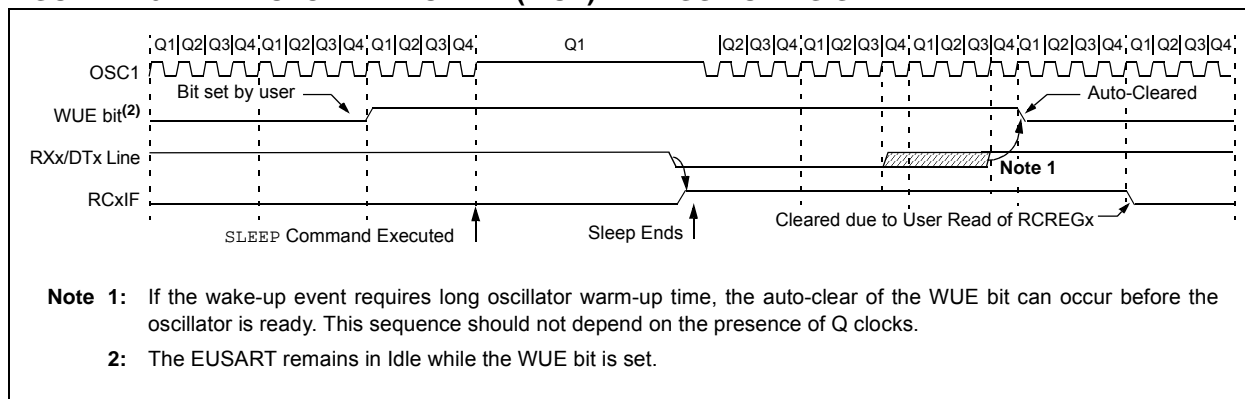 Q1 Q2 Q3 Q4 Q1 Q2 Q3 Q4 Q1 Q2 Q3 Q4 Q1 Q2 Q3 Q4 Q1 Q2 Q3 Q4 Q1 Q2 Q3 Q4 Q1 Q2 Q3 Q4 Q1 Q2 Q3 Q4
OSC1
Bit set by user
Auto-Cleared
WUE bit(2)
RXx/DTx Line
Note 1
RCxIF
Cleared due to User Read of RCREGx
SLEEP Command Executed
Sleep Ends
Note 1: If the wake-up event requires long oscillator warm-up time, the auto-clear of the WUE bit can occur before the
oscillator is ready. This sequence should not depend on the presence of Q clocks.
2: The EUSART remains in Idle while the WUE bit is set.